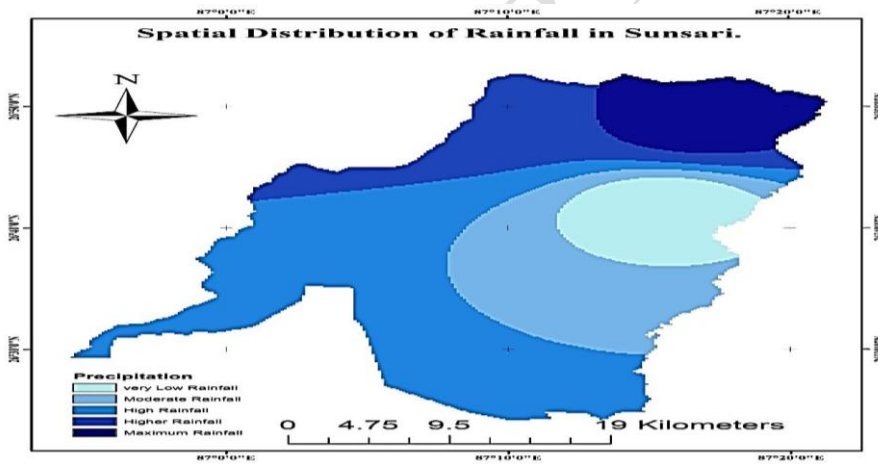 87°0'0"E 87°10'0"E 87°20'0"E
Spatial Distribution of Rainfall in Sunsari.
N
Precipitation
very Low Rainfall
Moderate Rainfall
High Rainfall
Higher Rainfall
Maximum Rainfall
0 4.75 9.5 19 Kilometers
87°0'0"E 87°10'0"E 87°20'0"E